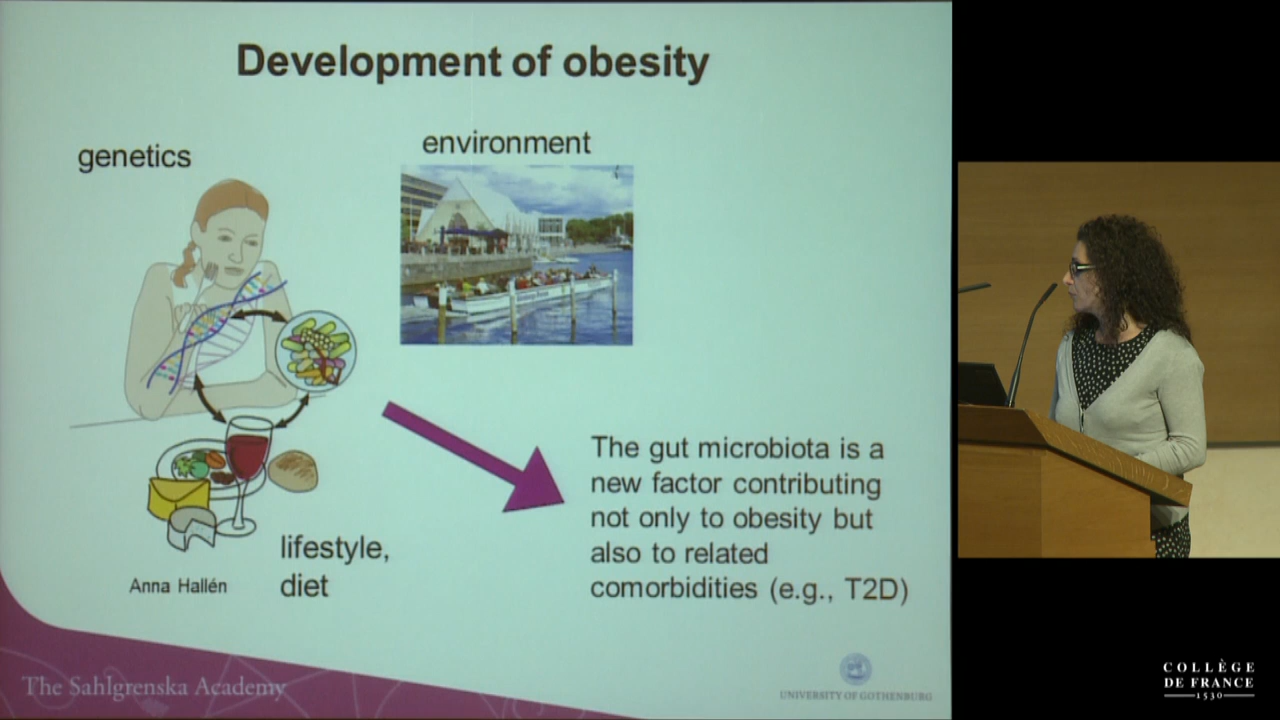 Development of obesity
genetics
environment
The gut microbiota is a
new factor contributing
not only to obesity but
also to related
comorbidities (e.g., T2D)
lifestyle,
diet
Anna Hallén
The Sahlgrenska Academy
UNIVERSITY OF GOTHENBURG
COLLÈGE
DE FRANCE
1530